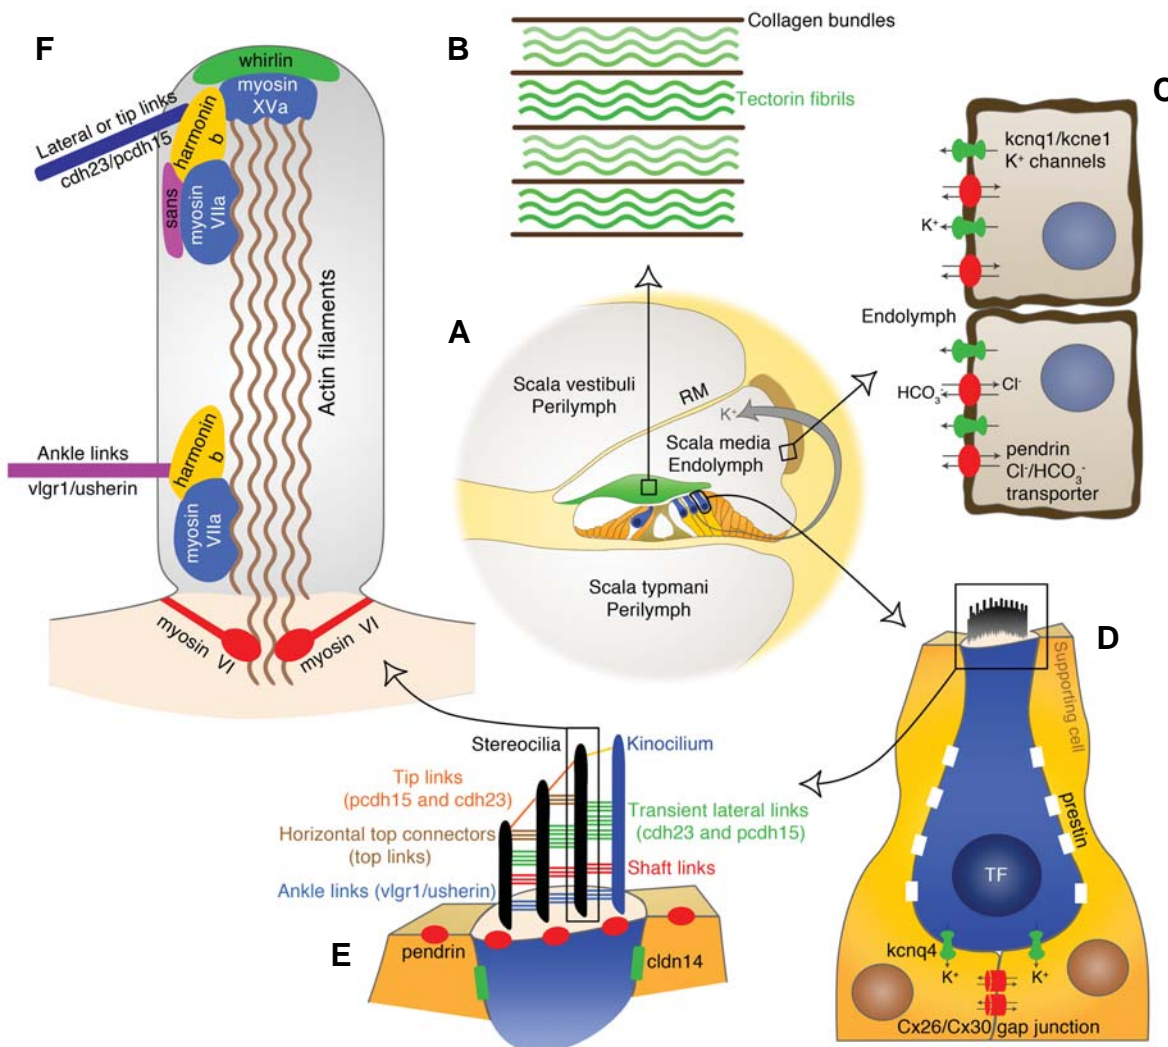 F
whirlin
myosin
XVa
Lateral or tip links
cdh23/pcdh15
harmonin
b
sans
myosin
VIIa
Actin filaments
Ankle links
vlgr1/usherin
harmonin
b
myosin
VIIa
myosin VI
myosin VI
B
Collagen bundles
Tectorin fibrils
C
kcnq1/kcne1
K⁺ channels
K⁺
Endolymph
HCO₃⁻
Cl⁻
pendrin
Cl⁻/HCO₃⁻
transporter
A
Scala vestibuli
Perilymph
RM
K⁺
Scala media
Endolymph
Scala typmani
Perilymph
D
Supporting cell
prestin
TF
kcnq4
K⁺
K⁺
Cx26/Cx30 gap junction
Stereocilia
Kinocilium
Tip links
(pcdh15 and cdh23)
Transient lateral links
(cdh23 and pcdh15)
Horizontal top connectors
(top links)
Shaft links
Ankle links (vlgr1/usherin)
E
pendrin
cldn14